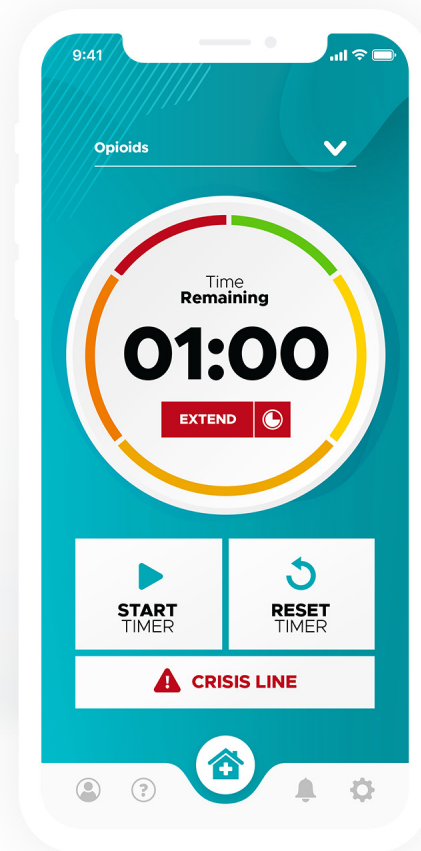 9:41
Opioids
Time
Remaining
01:00
EXTEND
START
TIMER
RESET
TIMER
CRISIS LINE